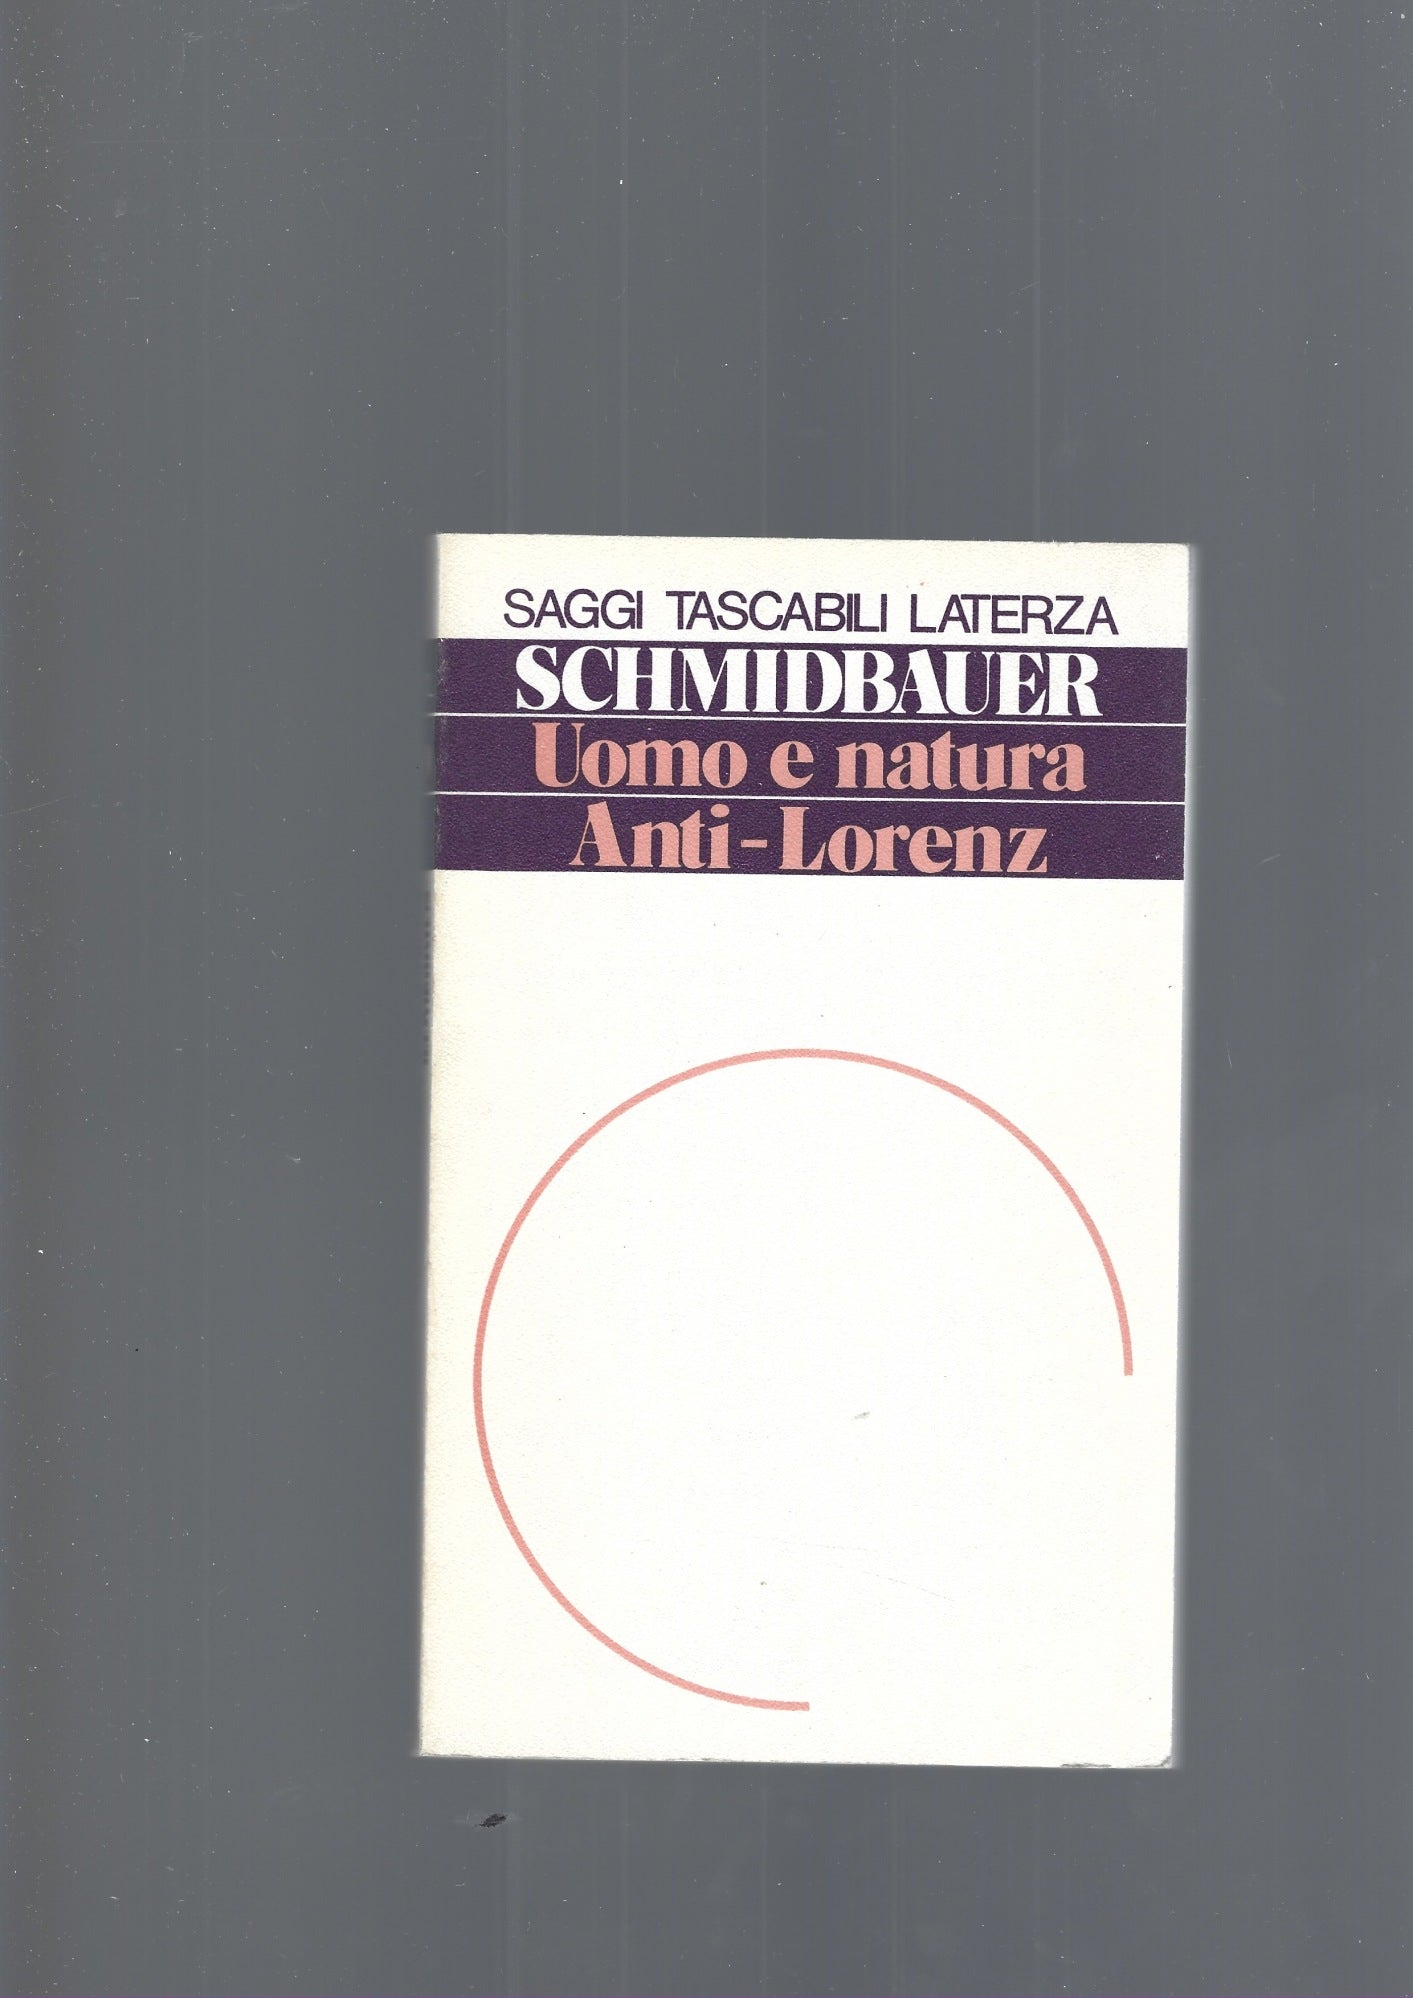 SAGGI TASCABILI LATERZA
SCHMIDBAUER
Uomo e natura
Anti-Lorenz